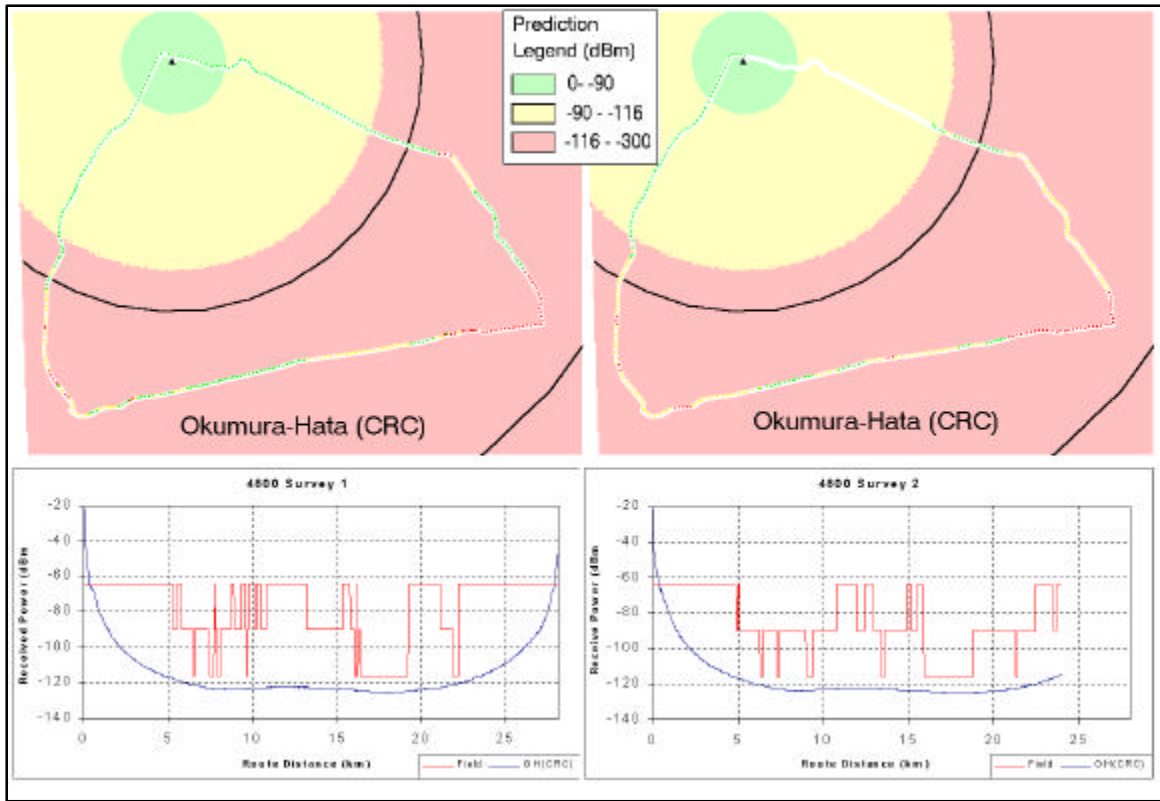 Prediction
Legend (dBm)
0- -90
-90 - -116
-116 - -300
Okumura-Hata (CRC)
Okumura-Hata (CRC)
4800 Survey 1
Received Power (dBm
-20
-40
-60
-80
-100
-120
-140
0
5
10
15
20
25
Route Distance (km)
Field
OH(CRC)
4800 Survey 2
Receive Power (dBm
-20
-40
-60
-80
-100
-120
-140
0
5
10
15
20
25
Route Distance (km)
Field
OH(CRC)